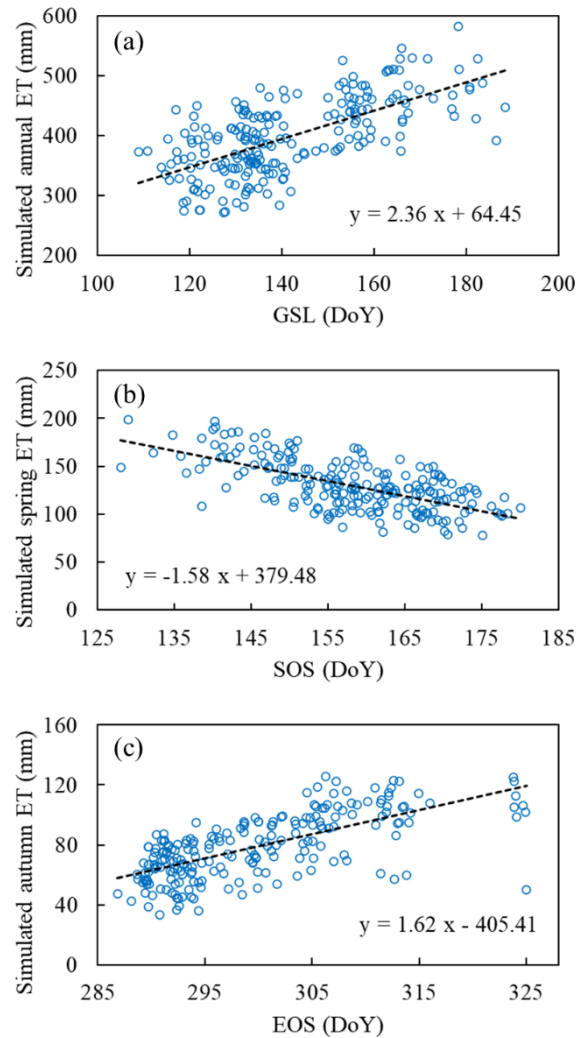 (a)
Simulated annual ET (mm)
600
500
400
300
200
y = 2.36 x + 64.45
100 120 140 160 180 200
GSL (DoY)
(b)
Simulated spring ET (mm)
250
200
150
100
50
0
y = -1.58 x + 379.48
125 135 145 155 165 175 185
SOS (DoY)
(c)
Simulated autumn ET (mm)
160
120
80
40
0
y = 1.62 x - 405.41
285 295 305 315 325
EOS (DoY)